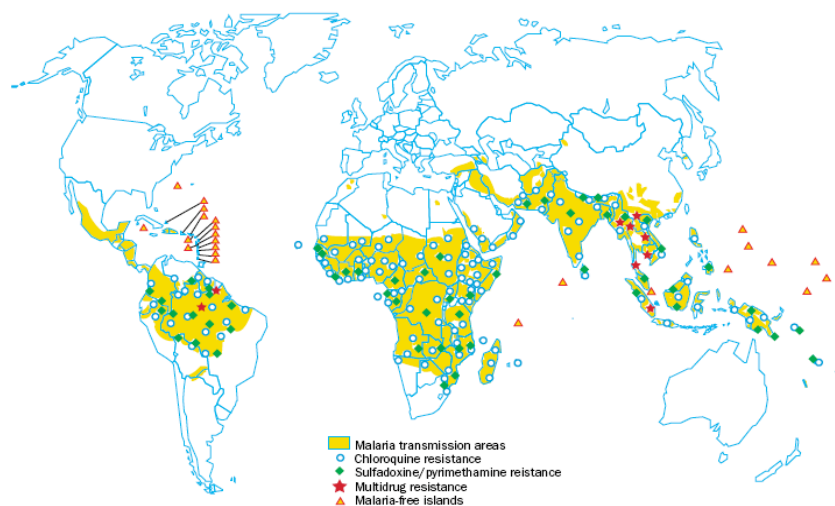 Malaria transmission areas
Chloroquine resistance
Sulfadoxine/pyrimethamine reistance
Multidrug resistance
Malaria-free islands